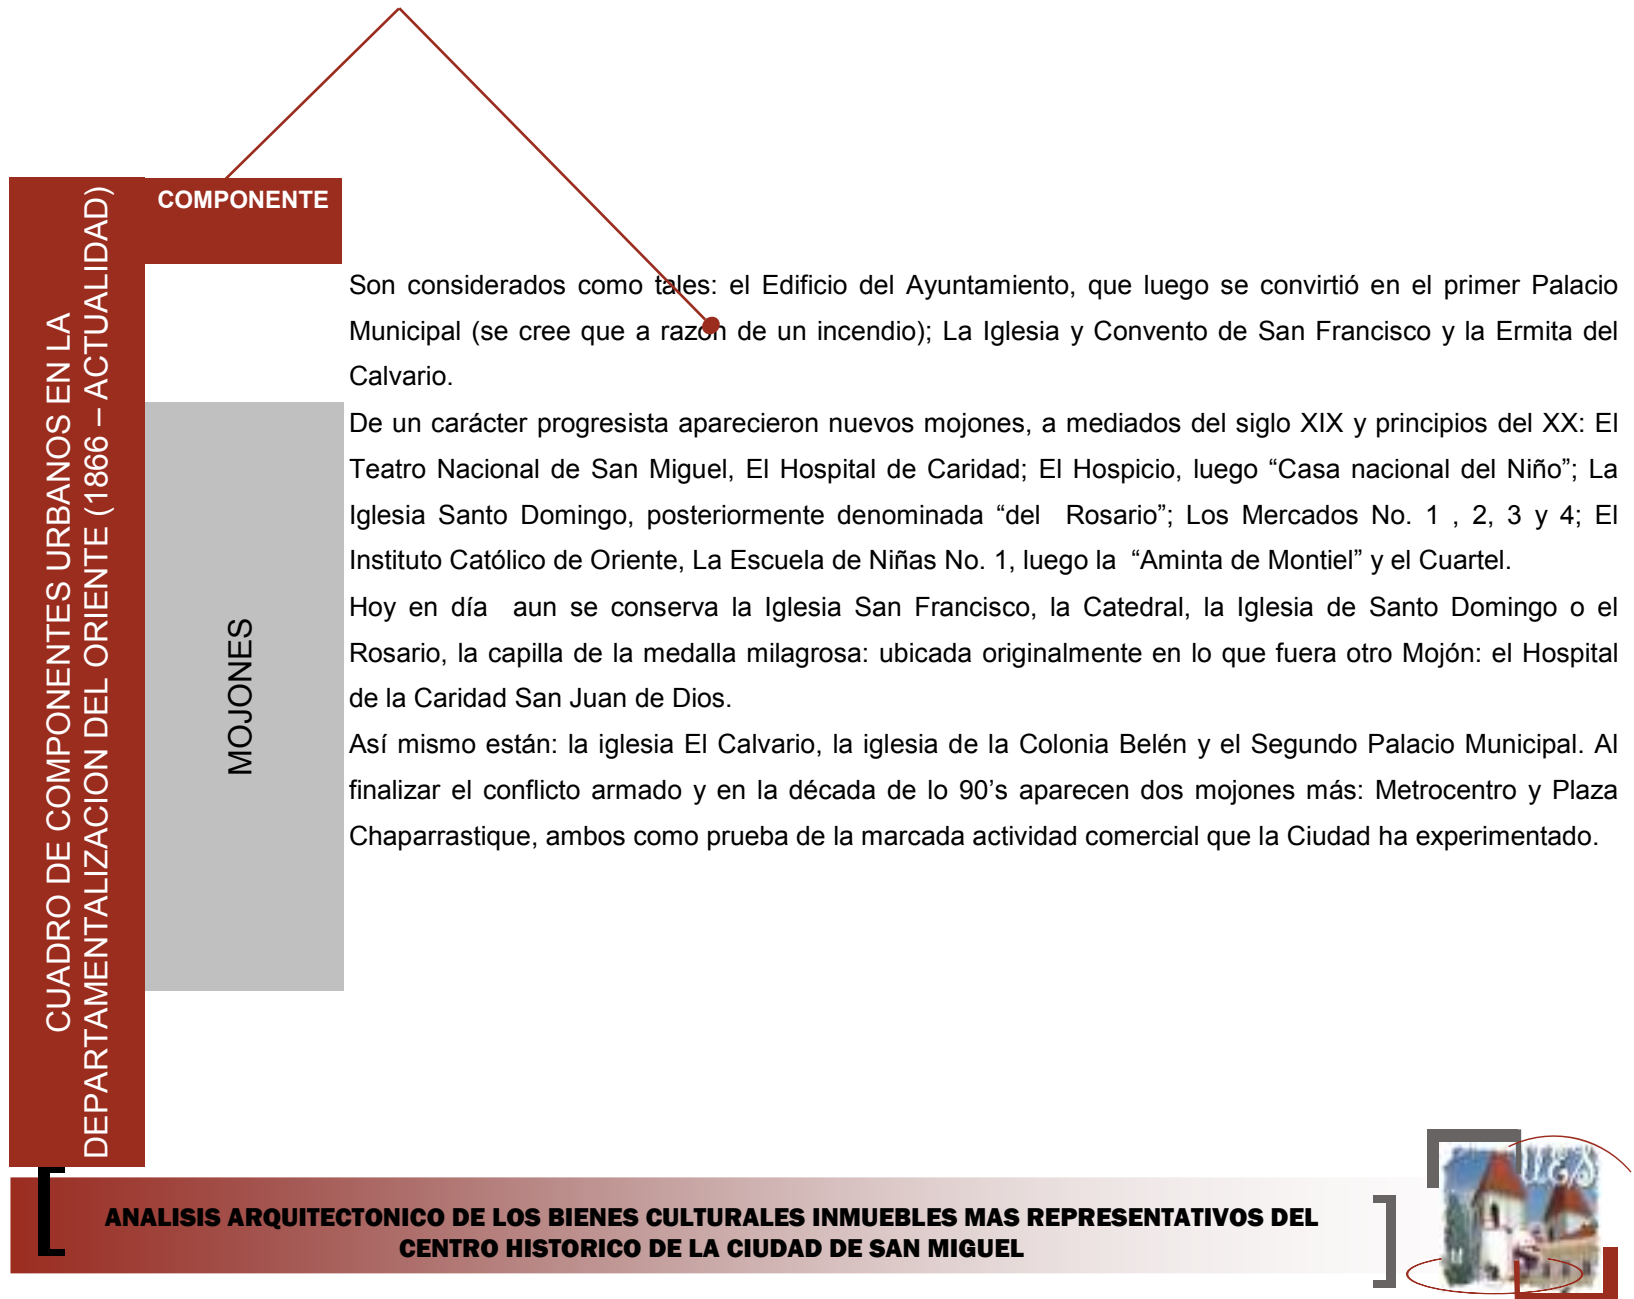 CUADRO DE COMPONENTES URBANOS EN LA
DEPARTAMENTALIZACION DEL ORIENTE (1866 – ACTUALIDAD)
COMPONENTE
MOJONES
Son considerados como tales: el Edificio del Ayuntamiento, que luego se convirtió en el primer Palacio
Municipal (se cree que a razón de un incendio); La Iglesia y Convento de San Francisco y la Ermita del
Calvario.
De un carácter progresista aparecieron nuevos mojones, a mediados del siglo XIX y principios del XX: El
Teatro Nacional de San Miguel, El Hospital de Caridad; El Hospicio, luego “Casa nacional del Niño”; La
Iglesia Santo Domingo, posteriormente denominada “del Rosario”; Los Mercados No. 1 , 2, 3 y 4; El
Instituto Católico de Oriente, La Escuela de Niñas No. 1, luego la “Aminta de Montiel” y el Cuartel.
Hoy en día aun se conserva la Iglesia San Francisco, la Catedral, la Iglesia de Santo Domingo o el
Rosario, la capilla de la medalla milagrosa: ubicada originalmente en lo que fuera otro Mojón: el Hospital
de la Caridad San Juan de Dios.
Así mismo están: la iglesia El Calvario, la iglesia de la Colonia Belén y el Segundo Palacio Municipal. Al
finalizar el conflicto armado y en la década de lo 90’s aparecen dos mojones más: Metrocentro y Plaza
Chaparrastique, ambos como prueba de la marcada actividad comercial que la Ciudad ha experimentado.
ANALISIS ARQUITECTONICO DE LOS BIENES CULTURALES INMUEBLES MAS REPRESENTATIVOS DEL
CENTRO HISTORICO DE LA CIUDAD DE SAN MIGUEL
UES